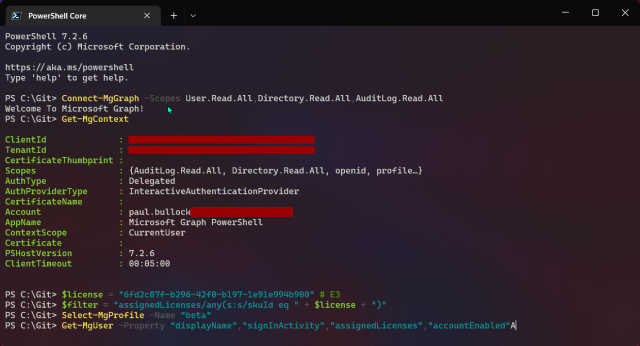 PowerShell Core
PowerShell 7.2.6
Copyright (c) Microsoft Corporation.
https://aka.ms/powershell
Type 'help' to get help.
PS C:\Git> Connect-MgGraph -Scopes User.Read.All,Directory.Read.All,AuditLog.Read.All
Welcome To Microsoft Graph!
PS C:\Git> Get-MgContext
ClientId :
TenantId :
CertificateThumbprint :
Scopes : {AuditLog.Read.All, Directory.Read.All, openid, profile…}
AuthType : Delegated
AuthProviderType : InteractiveAuthenticationProvider
CertificateName :
Account : paul.bullock
AppName : Microsoft Graph PowerShell
ContextScope : CurrentUser
Certificate :
PSHostVersion : 7.2.6
ClientTimeout : 00:05:00
PS C:\Git> $license = "6fd2c87f-b296-42f0-b197-1e91e994b900" # E3
PS C:\Git> $filter = "assignedLicenses/any(s:s/skuId eq " + $license + ")"
PS C:\Git> Select-MgProfile -Name "beta"
PS C:\Git> Get-MgUser -Property "displayName","signInActivity","assignedLicenses","accountEnabled"A